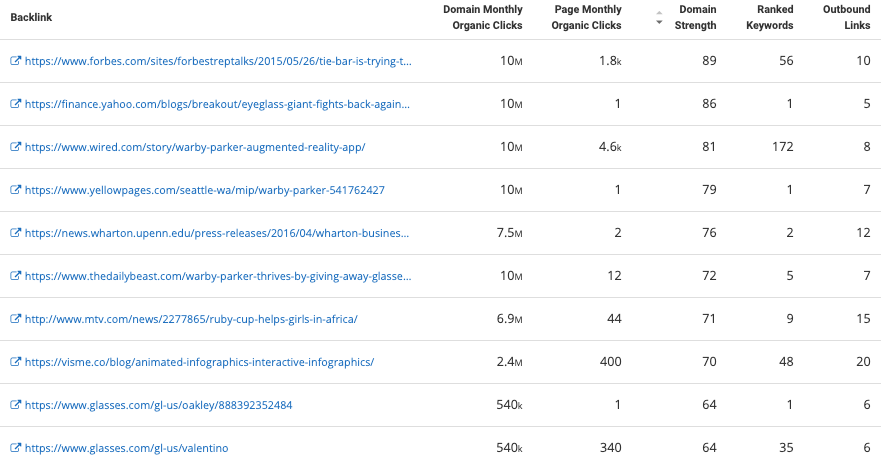 Backlink Domain Monthly Organic Clicks Page Monthly Organic Clicks Domain Strength Ranked Keywords Outbound Links
https://www.forbes.com/sites/forbestreptalks/2015/05/26/tie-bar-is-trying-t... 10M 1.8k 89 56 10
https://finance.yahoo.com/blogs/breakout/eyeglass-giant-fights-back-again... 10M 1 86 1 5
https://www.wired.com/story/warby-parker-augmented-reality-app/ 10M 4.6k 81 172 8
https://www.yellowpages.com/seattle-wa/mip/warby-parker-541762427 10M 1 79 1 7
https://news.wharton.upenn.edu/press-releases/2016/04/wharton-busines... 7.5M 2 76 2 12
https://www.thedailybeast.com/warby-parker-thrives-by-giving-away-glasse... 10M 12 72 5 7
http://www.mtv.com/news/2277865/ruby-cup-helps-girls-in-africa/ 6.9M 44 71 9 15
https://visme.co/blog/animated-infographics-interactive-infographics/ 2.4M 400 70 48 20
https://www.glasses.com/gl-us/oakley/888392352484 540k 1 64 1 6
https://www.glasses.com/gl-us/valentino 540k 340 64 35 6